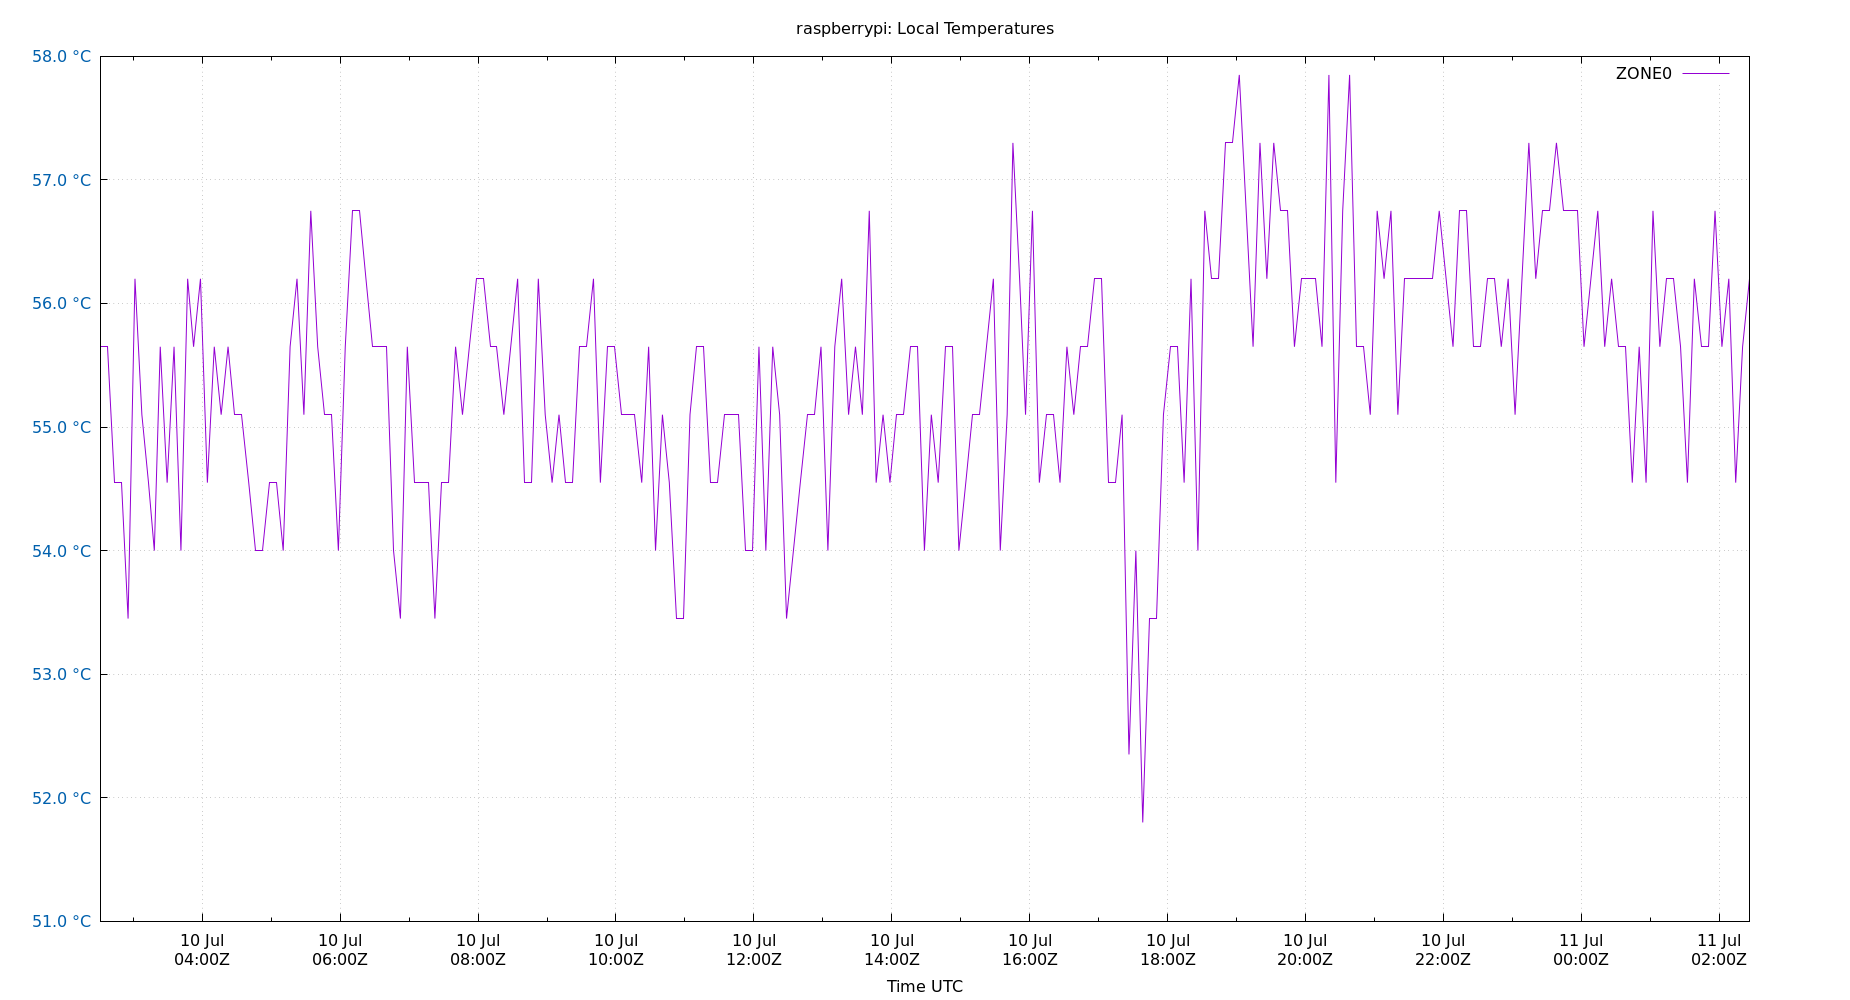 raspberrypi: Local Temperatures
58.0 °C
ZONE0
57.0 °C
56.0 °C
55.0 °C
54.0 °C
53.0 °C
52.0 °C
51.0 °C
10 Jul 10 Jul 10 Jul 10 Jul 10 Jul 10 Jul 10 Jul 10 Jul 10 Jul 10 Jul 11 Jul 11 Jul
04:00Z 06:00Z 08:00Z 10:00Z 12:00Z 14:00Z 16:00Z 18:00Z 20:00Z 22:00Z 00:00Z 02:00Z
Time UTC